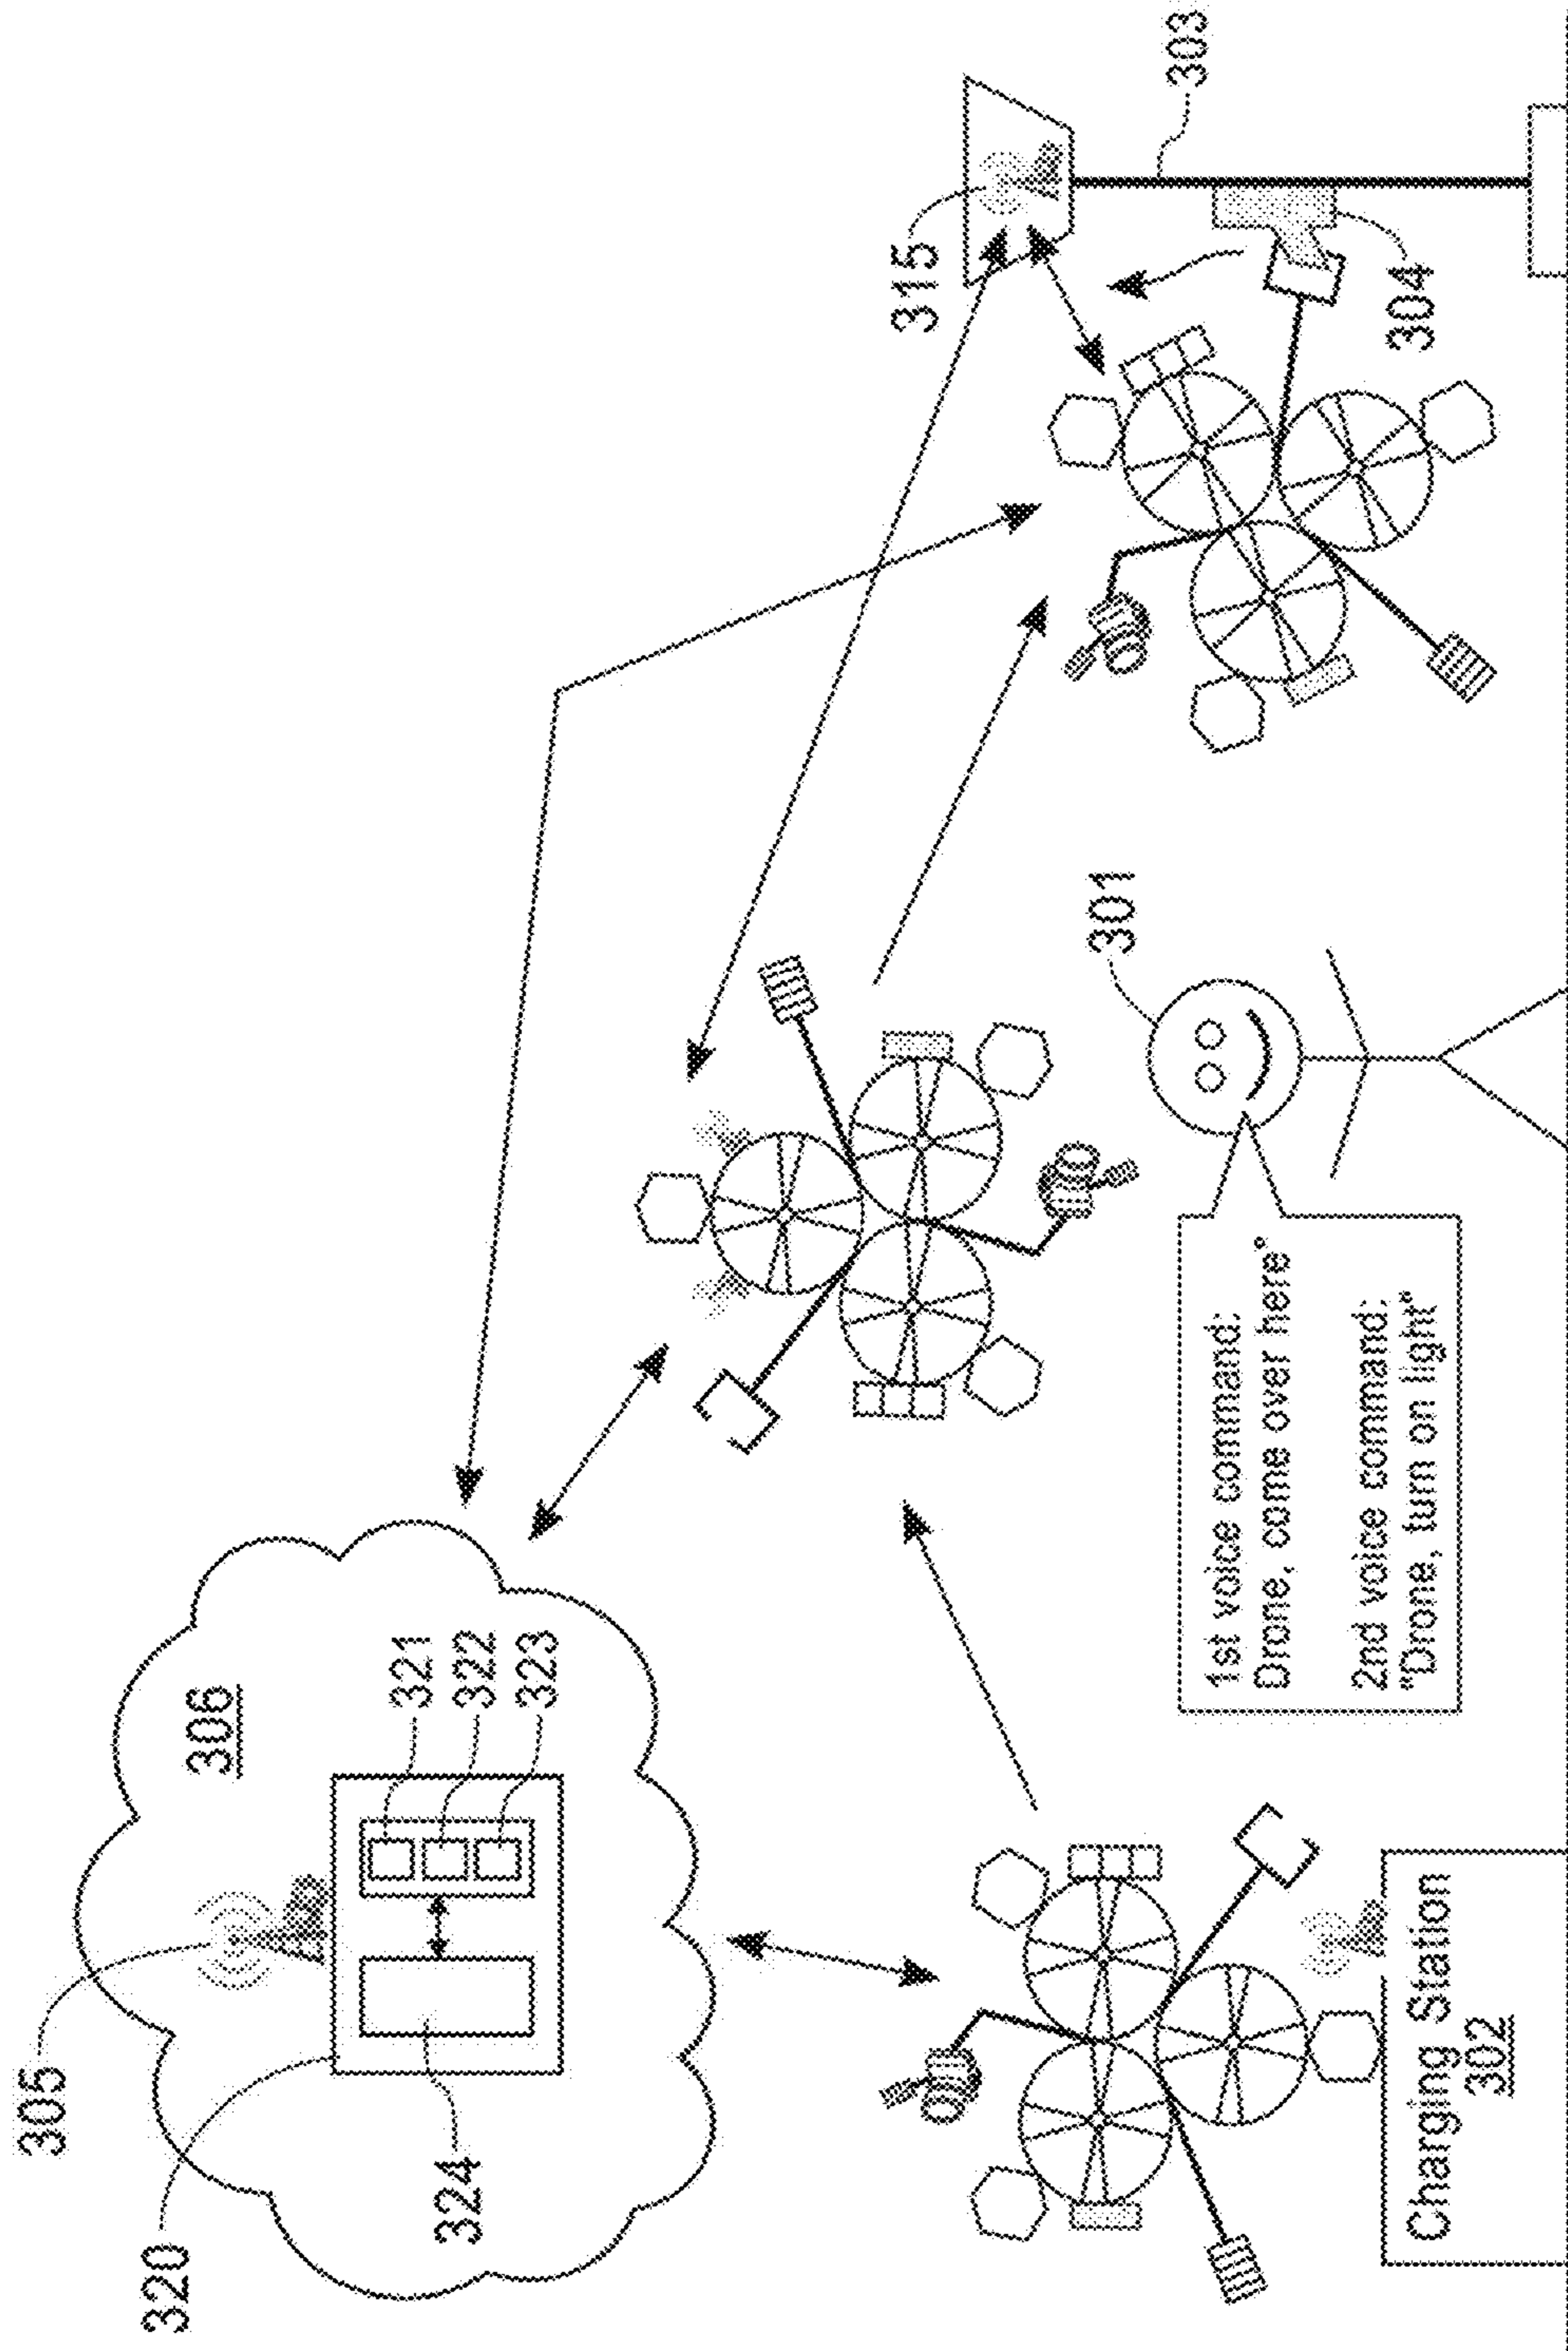 305
320
306
321
322
323
324
315
303
304
301
1st voice command:
Drone, come over here"
2nd voice command:
"Drone, turn on light"
Charging Station
302